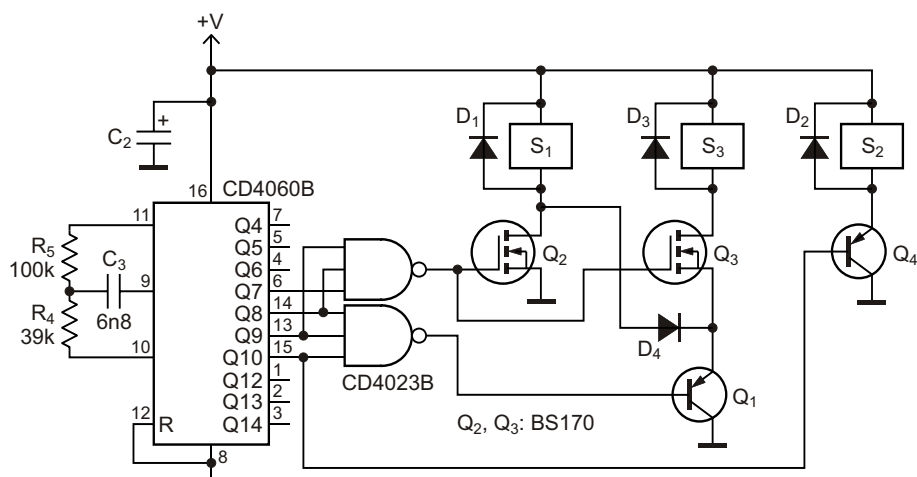 +V
C2
+
D1
S1
D3
S3
D2
S2
16
CD4060B
11
Q4
7
Q5
5
R5
100k
C3
Q6
4
Q2
Q3
Q4
9
Q7
6
Q8
14
R4
39k
6n8
Q9
13
10
Q10
15
D4
Q12
1
CD4023B
Q13
2
Q1
12
R
Q14
3
Q2, Q3: BS170
8